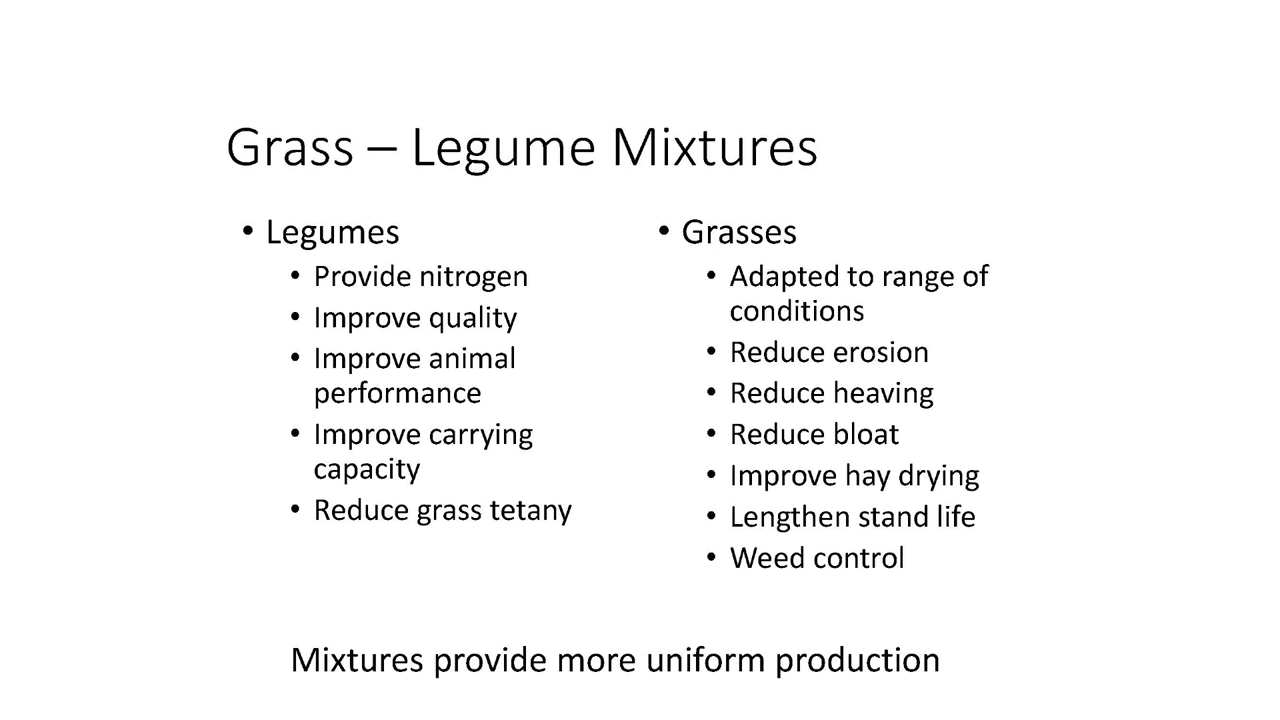 Grass – Legume Mixtures
• Legumes
• Provide nitrogen
• Improve quality
• Improve animal
performance
• Improve carrying
capacity
• Reduce grass tetany
• Grasses
• Adapted to range of
conditions
• Reduce erosion
• Reduce heaving
• Reduce bloat
• Improve hay drying
• Lengthen stand life
• Weed control
Mixtures provide more uniform production